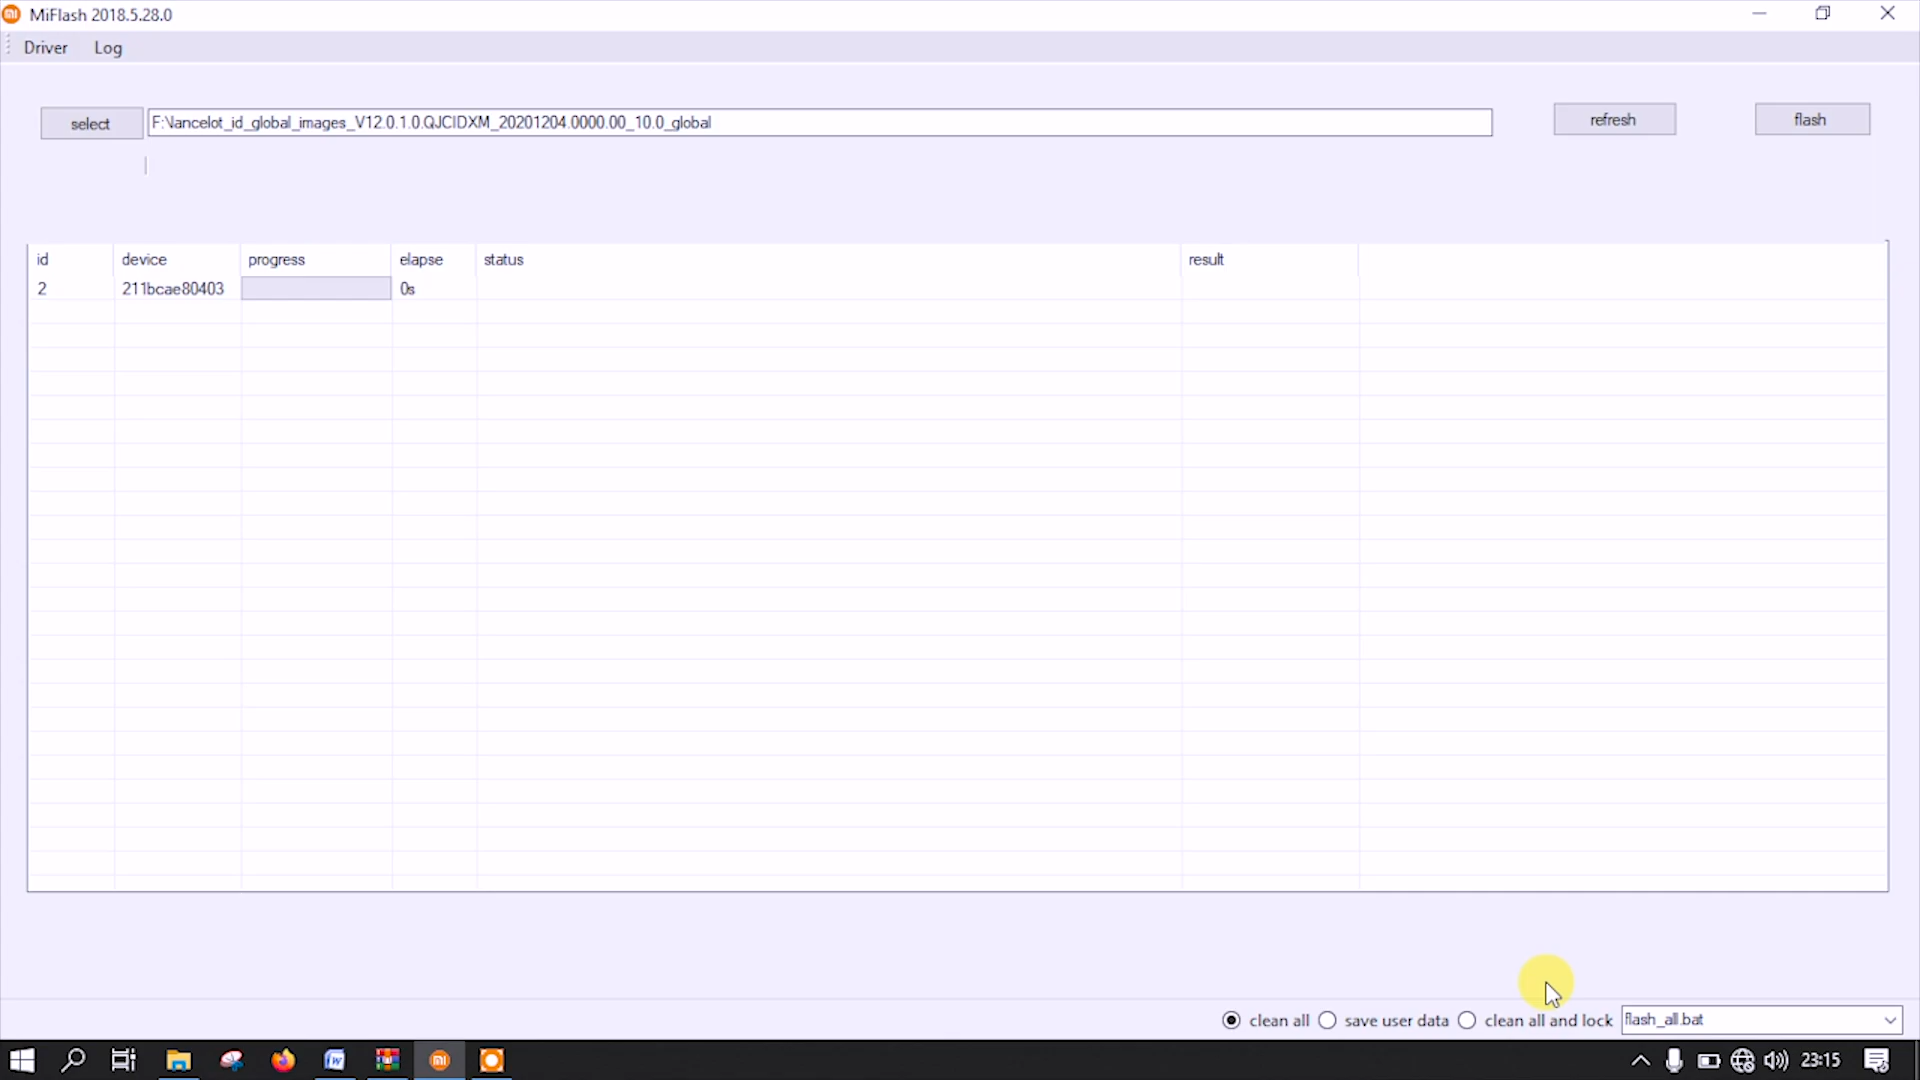 MiFlash 2018.5.28.0
Driver Log
select F:\lancelot_id_global_images_V12.0.1.0.QJCIDXM_20201204.0000.00_10.0_global refresh flash
id device progress elapse status result
2 211bcae80403 0s
clean all save user data clean all and lock flash_all.bat
23:15